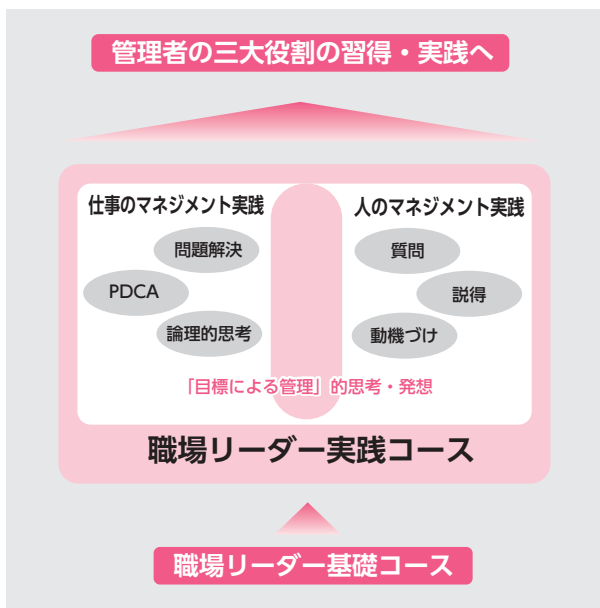 管理者の三大役割の習得・実践へ
仕事のマネジメント実践
問題解決
PDCA
論理的思考
人のマネジメント実践
質問
説得
動機づけ
「目標による管理」的思考・発想
職場リーダー実践コース
職場リーダー基礎コース